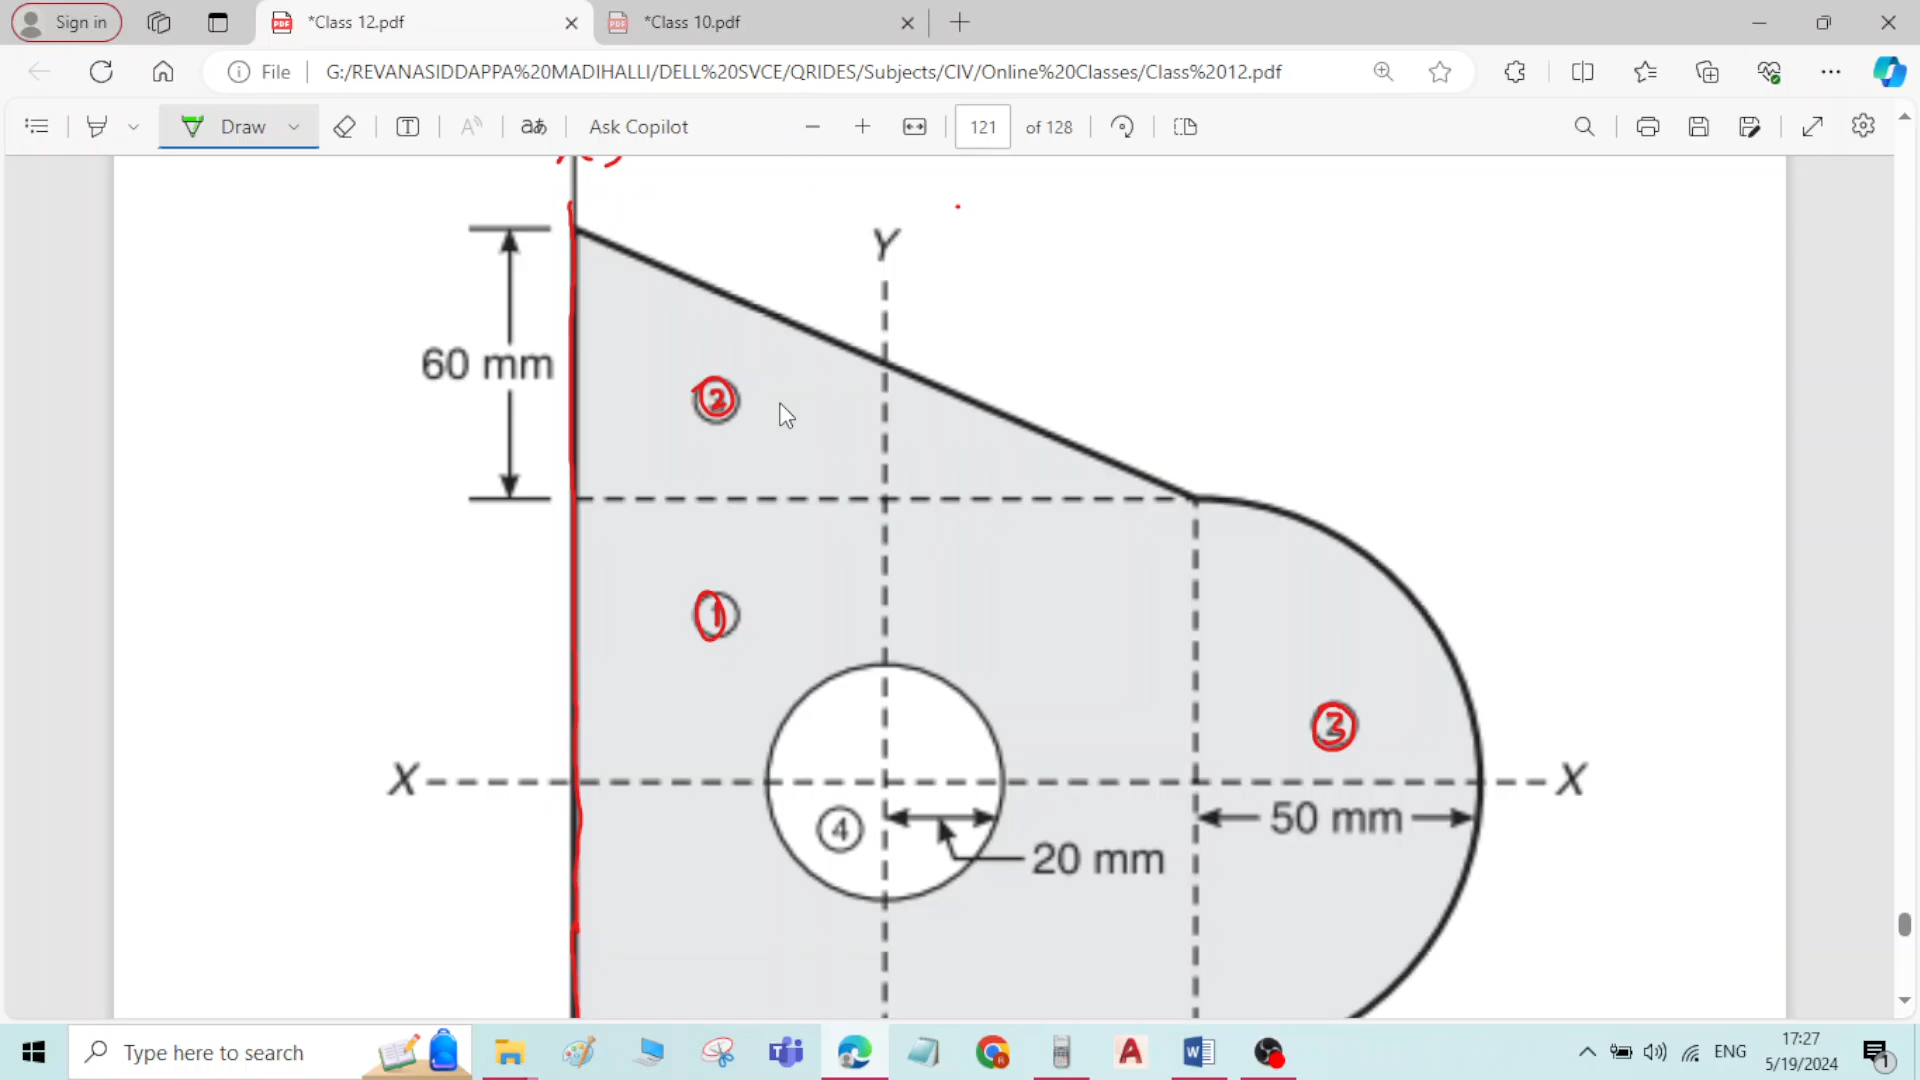 Sign in
*Class 12.pdf
*Class 10.pdf
File
G:/REVANASIDDAPPA%20MADIHALLI/DELL%20SVCE/QRIDES/Subjects/CIV/Online%20Classes/Class%2012.pdf
Draw
Ask Copilot
121 of 128
Y
60 mm
2
1
3
X
X
50 mm
4
20 mm
Type here to search
ENG
17:27
5/19/2024
1